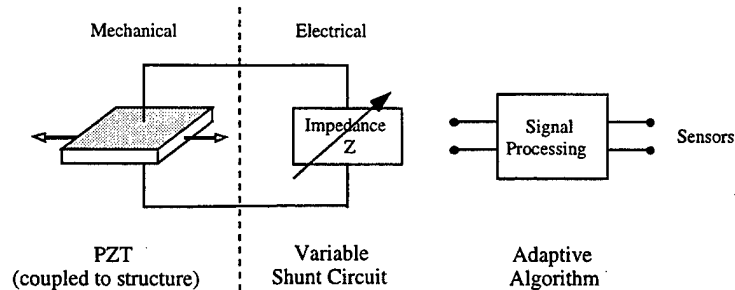 Mechanical
Electrical
Impedance
Z
Signal
Processing
Sensors
PZT
(coupled to structure)
Variable
Shunt Circuit
Adaptive
Algorithm